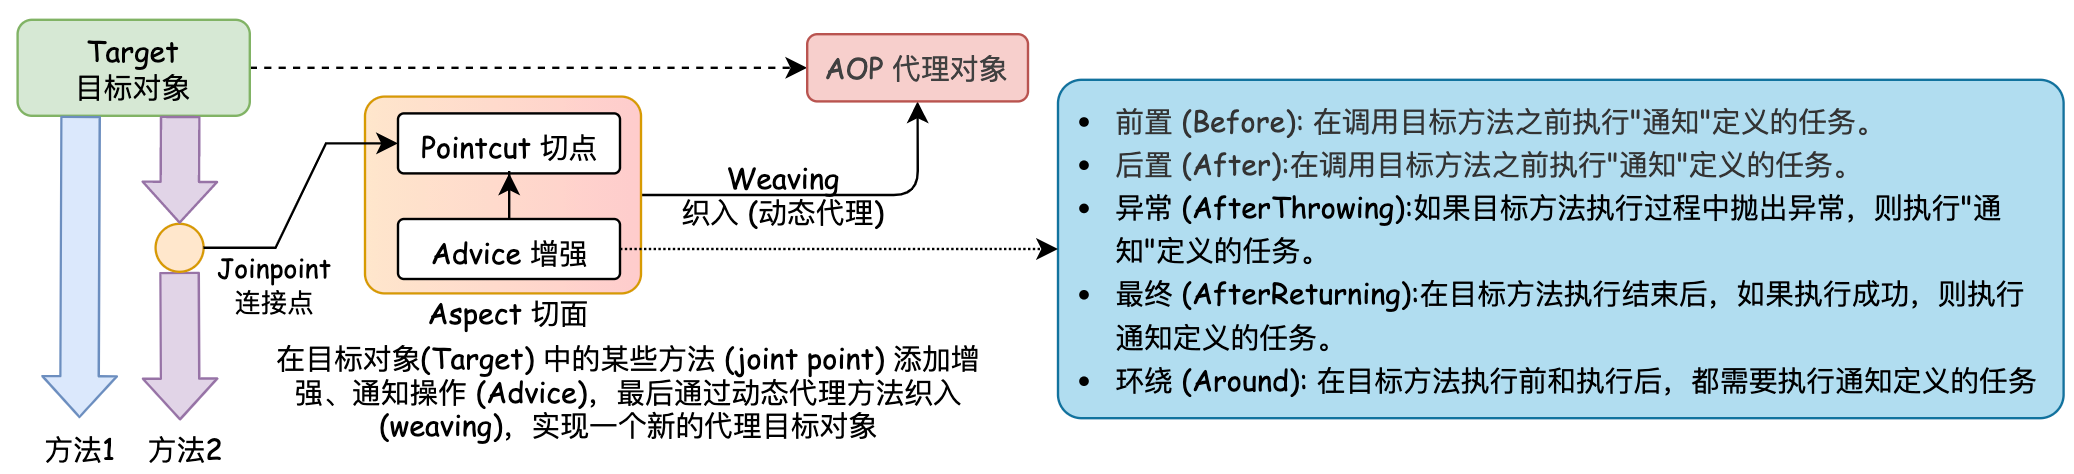 Target
目标对象
AOP 代理对象
Pointcut 切点
Advice 增强
Aspect 切面
Joinpoint
连接点
Weaving
织入 (动态代理)
在目标对象(Target) 中的某些方法 (joint point) 添加增
强、通知操作 (Advice)，最后通过动态代理方法织入
(weaving)，实现一个新的代理目标对象
方法1
方法2
• 前置 (Before): 在调用目标方法之前执行"通知"定义的任务。
• 后置 (After):在调用目标方法之前执行"通知"定义的任务。
• 异常 (AfterThrowing):如果目标方法执行过程中抛出异常，则执行"通
知"定义的任务。
• 最终 (AfterReturning):在目标方法执行结束后，如果执行成功，则执行
通知定义的任务。
• 环绕 (Around): 在目标方法执行前和执行后，都需要执行通知定义的任务